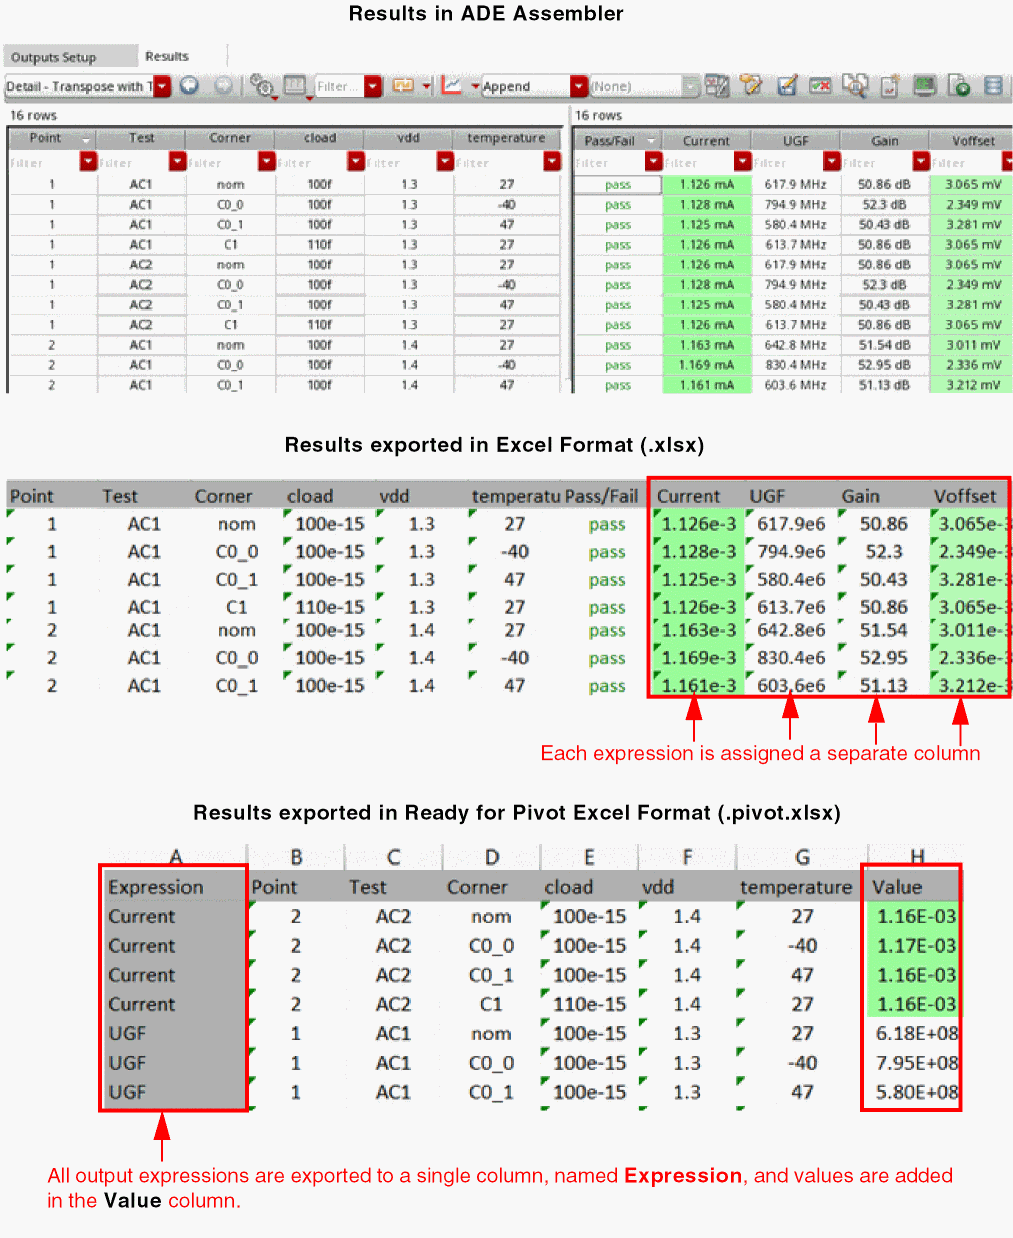 Results in ADE Assembler
Outputs Setup Results
Detail - Transpose with T Filter... Append (None)
16 rows 16 rows
Point Test Corner cload vdd temperature Pass/Fail Current UGF Gain Voffset
Filter Filter Filter Filter Filter Filter Filter Filter Filter Filter Filter
1 AC1 nom 100f 1.3 27 pass 1.126 mA 617.9 MHz 50.86 dB 3.065 mV
1 AC1 C0_0 100f 1.3 -40 pass 1.128 mA 794.9 MHz 52.3 dB 2.349 mV
1 AC1 C0_1 100f 1.3 47 pass 1.125 mA 580.4 MHz 50.43 dB 3.281 mV
1 AC1 C1 110f 1.3 27 pass 1.126 mA 613.7 MHz 50.86 dB 3.065 mV
1 AC2 nom 100f 1.3 27 pass 1.126 mA 617.9 MHz 50.86 dB 3.065 mV
1 AC2 C0_0 100f 1.3 -40 pass 1.128 mA 794.9 MHz 52.3 dB 2.349 mV
1 AC2 C0_1 100f 1.3 47 pass 1.125 mA 580.4 MHz 50.43 dB 3.281 mV
1 AC2 C1 110f 1.3 27 pass 1.126 mA 613.7 MHz 50.86 dB 3.065 mV
2 AC1 nom 100f 1.4 27 pass 1.163 mA 642.8 MHz 51.54 dB 3.011 mV
2 AC1 C0_0 100f 1.4 -40 pass 1.169 mA 830.4 MHz 52.95 dB 2.336 mV
2 AC1 C0_1 100f 1.4 47 pass 1.161 mA 603.6 MHz 51.13 dB 3.212 mV
Results exported in Excel Format (.xlsx)
Point Test Corner cload vdd temperatu Pass/Fail Current UGF Gain Voffset
1 AC1 nom 100e-15 1.3 27 pass 1.126e-3 617.9e6 50.86 3.065e-3
1 AC1 C0_0 100e-15 1.3 -40 pass 1.128e-3 794.9e6 52.3 2.349e-3
1 AC1 C0_1 100e-15 1.3 47 pass 1.125e-3 580.4e6 50.43 3.281e-3
1 AC1 C1 110e-15 1.3 27 pass 1.126e-3 613.7e6 50.86 3.065e-3
2 AC1 nom 100e-15 1.4 27 pass 1.163e-3 642.8e6 51.54 3.011e-3
2 AC1 C0_0 100e-15 1.4 -40 pass 1.169e-3 830.4e6 52.95 2.336e-3
2 AC1 C0_1 100e-15 1.4 47 pass 1.161e-3 603.6e6 51.13 3.212e-3
Each expression is assigned a separate column
Results exported in Ready for Pivot Excel Format (.pivot.xlsx)
A B C D E F G H
Expression Point Test Corner cload vdd temperature Value
Current 2 AC2 nom 100e-15 1.4 27 1.16E-03
Current 2 AC2 C0_0 100e-15 1.4 -40 1.17E-03
Current 2 AC2 C0_1 100e-15 1.4 47 1.16E-03
Current 2 AC2 C1 110e-15 1.4 27 1.16E-03
UGF 1 AC1 nom 100e-15 1.3 27 6.18E+08
UGF 1 AC1 C0_0 100e-15 1.3 -40 7.95E+08
UGF 1 AC1 C0_1 100e-15 1.3 47 5.80E+08
All output expressions are exported to a single column, named Expression, and values are added
in the Value column.